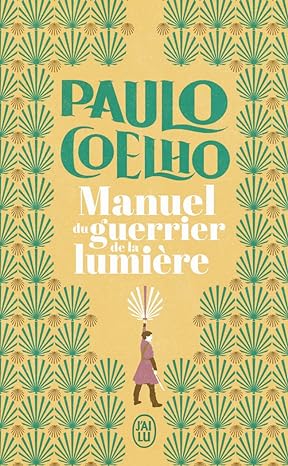 PAULO
COELHO
Manuel
du guerrier
de la
lumière
J'AI
LU